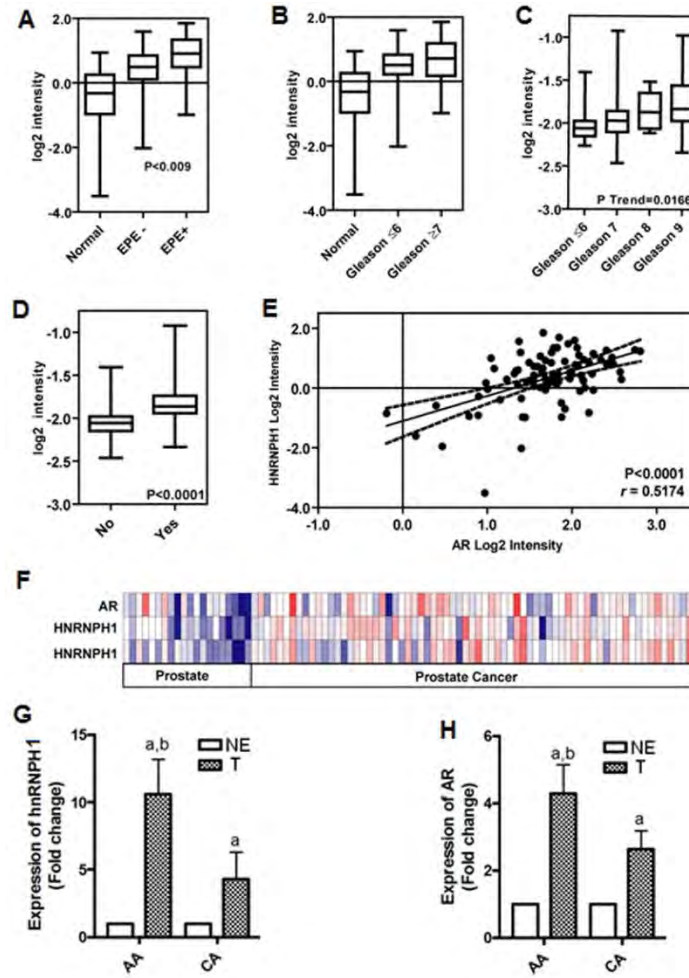 A
log2 intensity
2.0
0.0
-2.0
-4.0
P<0.009
Normal
EPE -
EPE+
B
log2 intensity
2.0
0.0
-2.0
-4.0
Normal
Gleason ≤6
Gleason ≥7
C
log2 intensity
-1.0
-1.5
-2.0
-2.5
-3.0
P Trend=0.0166
Gleason ≤6
Gleason 7
Gleason 8
Gleason 9
D
log2 intensity
-1.0
-1.5
-2.0
-2.5
-3.0
P<0.0001
No
Yes
E
HNRNPH1 Log2 Intensity
2.0
0.0
-2.0
-4.0
P<0.0001
r = 0.5174
-1.0
0.0
1.0
2.0
3.0
AR Log2 Intensity
F
AR
HNRNPH1
HNRNPH1
Prostate
Prostate Cancer
G
Expression of hnRNPH1
(Fold change)
15
10
5
0
a,b
a
NE
T
AA
CA
H
Expression of AR
(Fold change)
6
4
2
0
a,b
a
NE
T
AA
CA